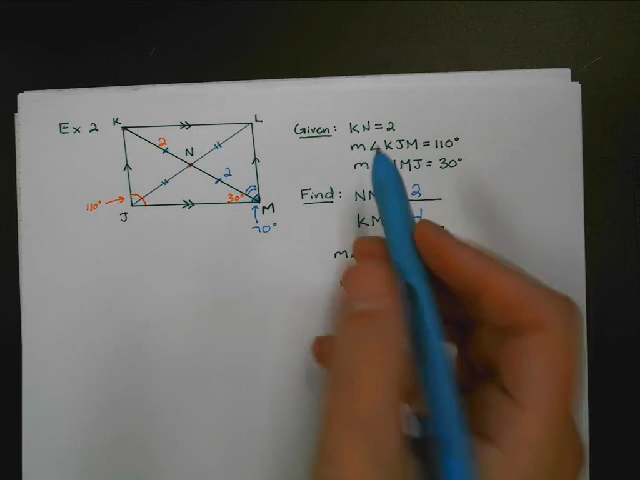 Ex 2
K
L
2
N
2
30°
110°
J
M
70°
Given: KN = 2
m∠KJM = 110°
MJ = 30°
Find: NM 2
KM
m